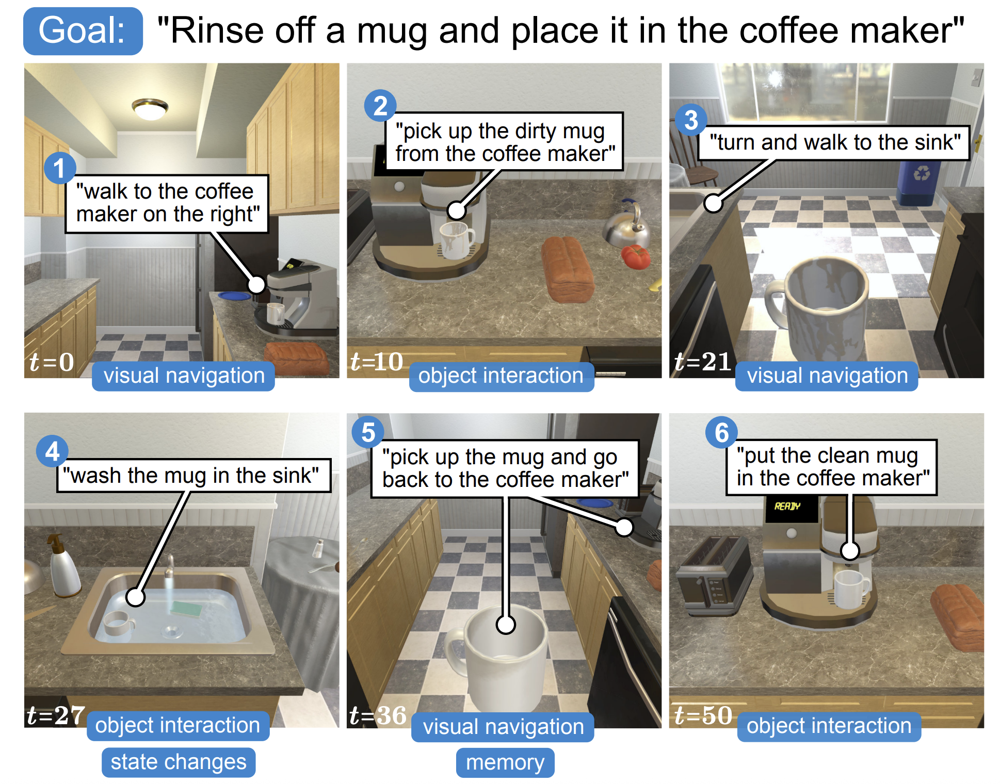 Goal: "Rinse off a mug and place it in the coffee maker"
1
"walk to the coffee
maker on the right"
t=0
visual navigation
2
"pick up the dirty mug
from the coffee maker"
t=10
object interaction
3
"turn and walk to the sink"
t=21
visual navigation
4
"wash the mug in the sink"
t=27
object interaction
state changes
5
"pick up the mug and go
back to the coffee maker"
t=36
visual navigation
memory
6
"put the clean mug
in the coffee maker"
READY
t=50
object interaction